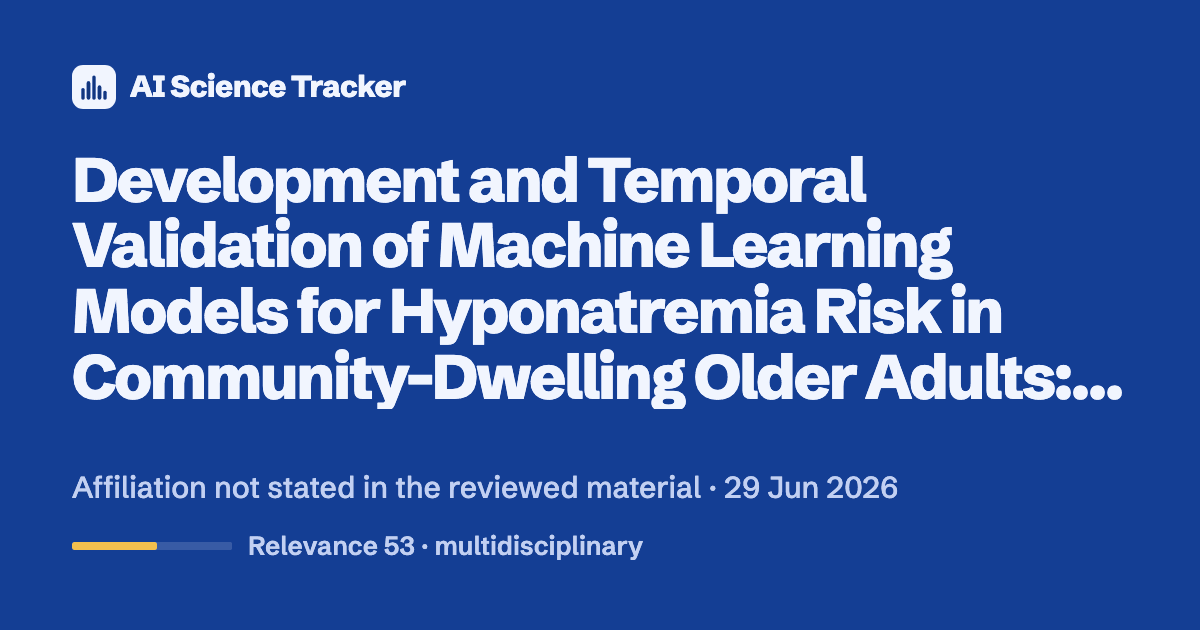 AI Science Tracker
Development and Temporal
Validation of Machine Learning
Models for Hyponatremia Risk in
Community-Dwelling Older Adults:...
Affiliation not stated in the reviewed material · 29 Jun 2026
Relevance 53 · multidisciplinary